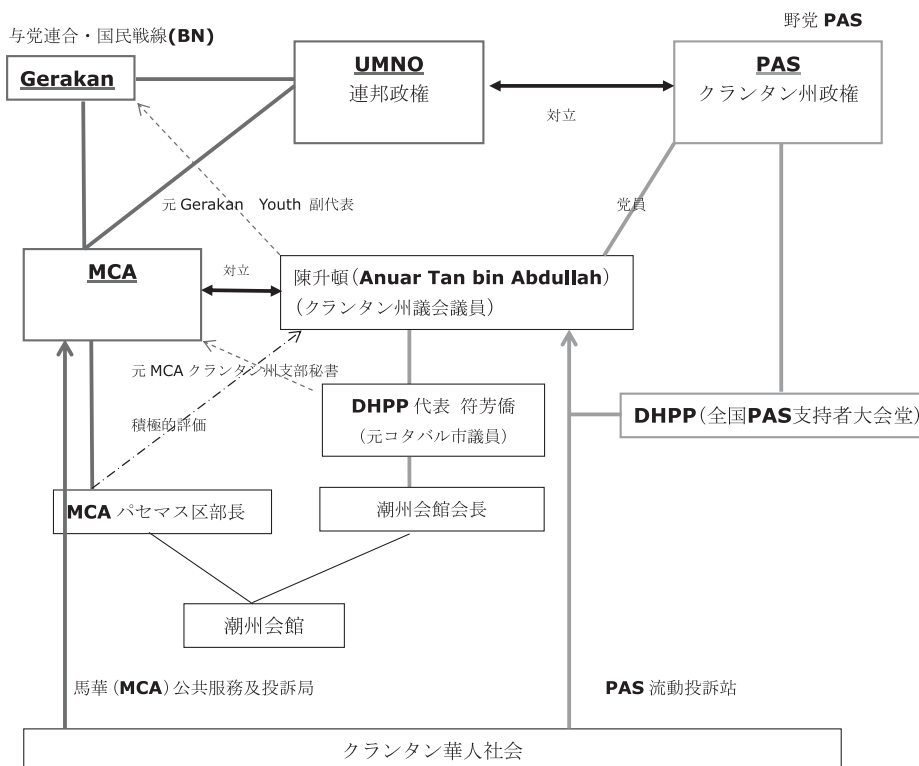 与党連合・国民戦線(BN)
野党 PAS
Gerakan
UMNO
連邦政権
対立
PAS
クランタン州政権
元 Gerakan Youth 副代表
党員
MCA
対立
陳升頓(Anuar Tan bin Abdullah)
(クランタン州議会議員)
元 MCA クランタン州支部秘書
積極的評価
DHPP 代表 符芳僑
(元コタバル市議員)
DHPP(全国PAS支持者大会堂)
MCA パセマス区部長
潮州会館会長
潮州会館
馬華(MCA)公共服務及投訴局
PAS 流動投訴站
クランタン華人社会